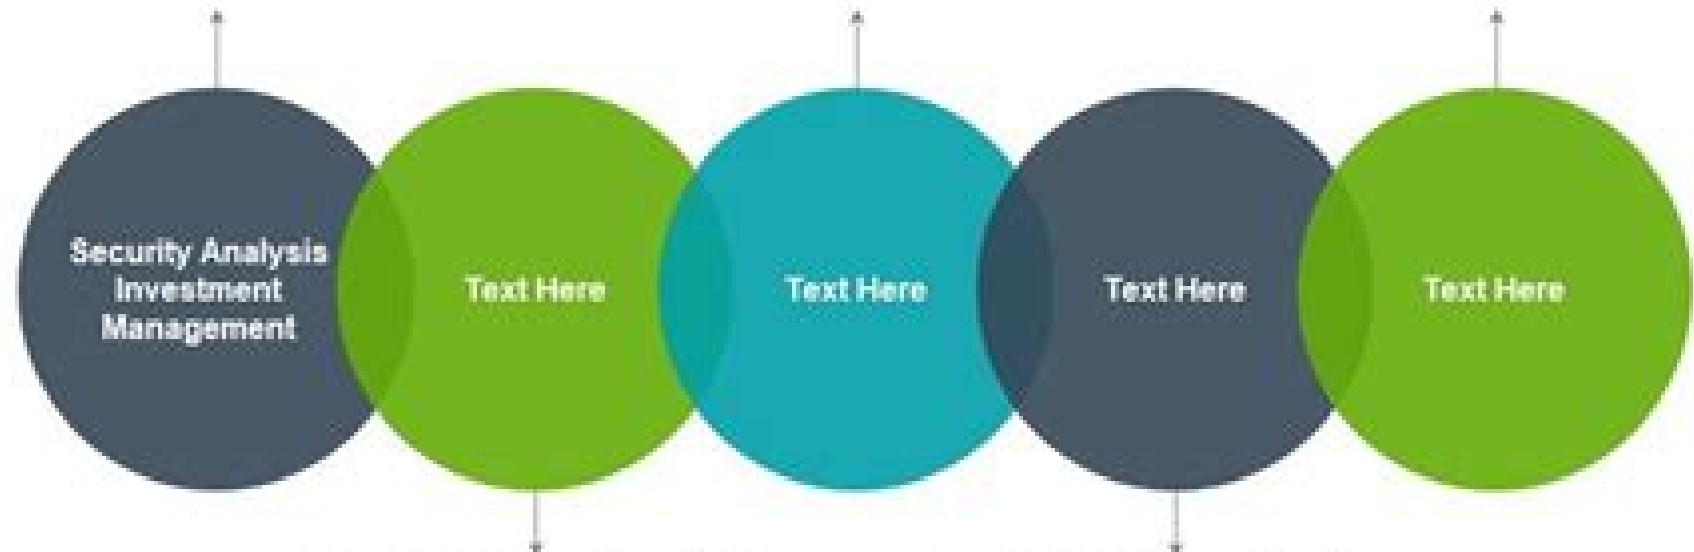 Security Analysis
Investment
Management
Text Here
Text Here
Text Here
Text Here